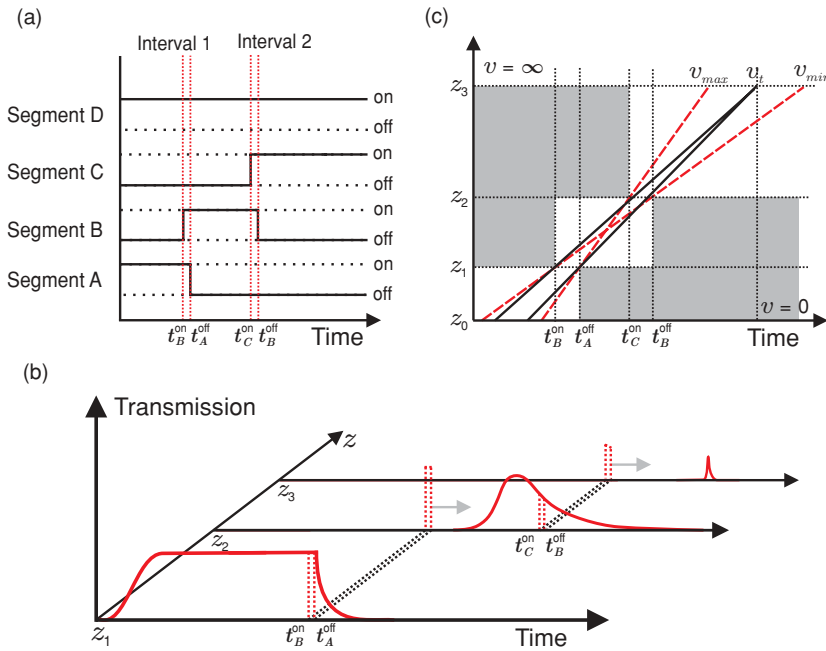 (a)
Interval 1 Interval 2
Segment D on
off
Segment C on
off
Segment B on
off
Segment A on
off
t_B^on t_A^off t_C^on t_B^off Time
(c)
v = ∞ v_max v_t v_min
z_3
z_2
z_1
z_0 v = 0
t_B^on t_A^off t_C^on t_B^off Time
(b)
Transmission
z
z_3
z_2
t_C^on t_B^off
z_1 t_B^on t_A^off Time